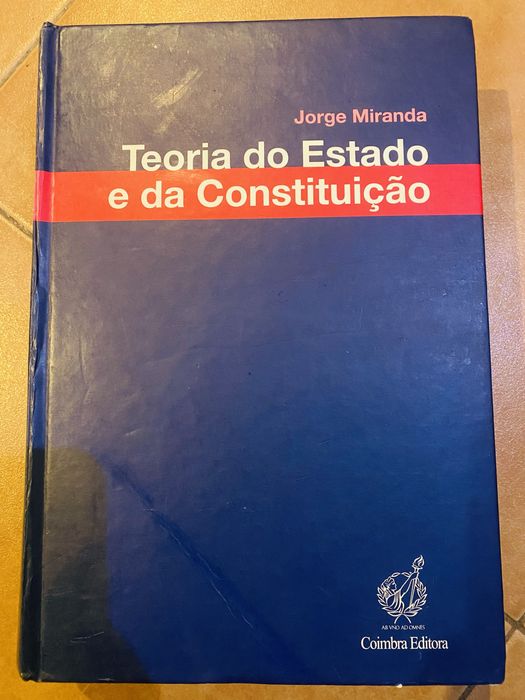 Jorge Miranda
Teoria do Estado
e da Constituição
AB VNO AD OMNES
Coimbra Editora